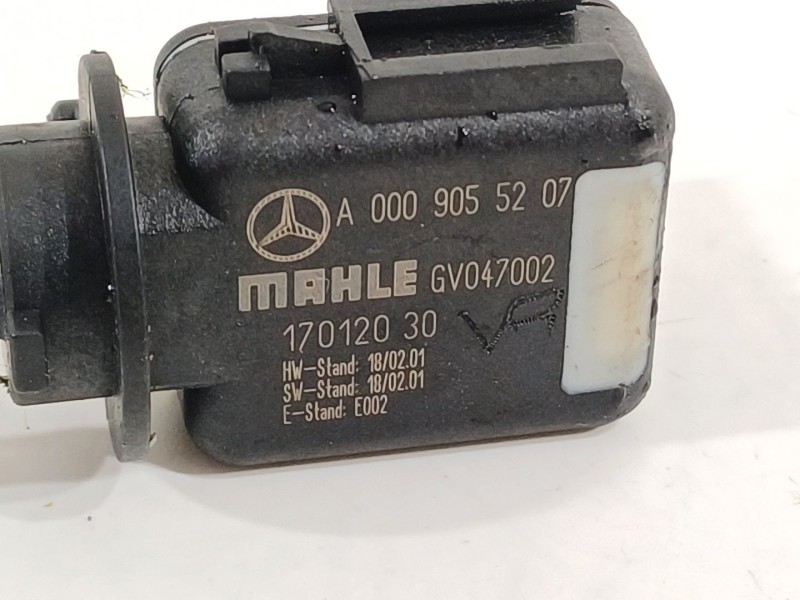 A 000 905 52 07
MAHLE GV047002
170120 30
HW-Stand: 18/02.01
SW-Stand: 18/02.01
E-Stand: E002